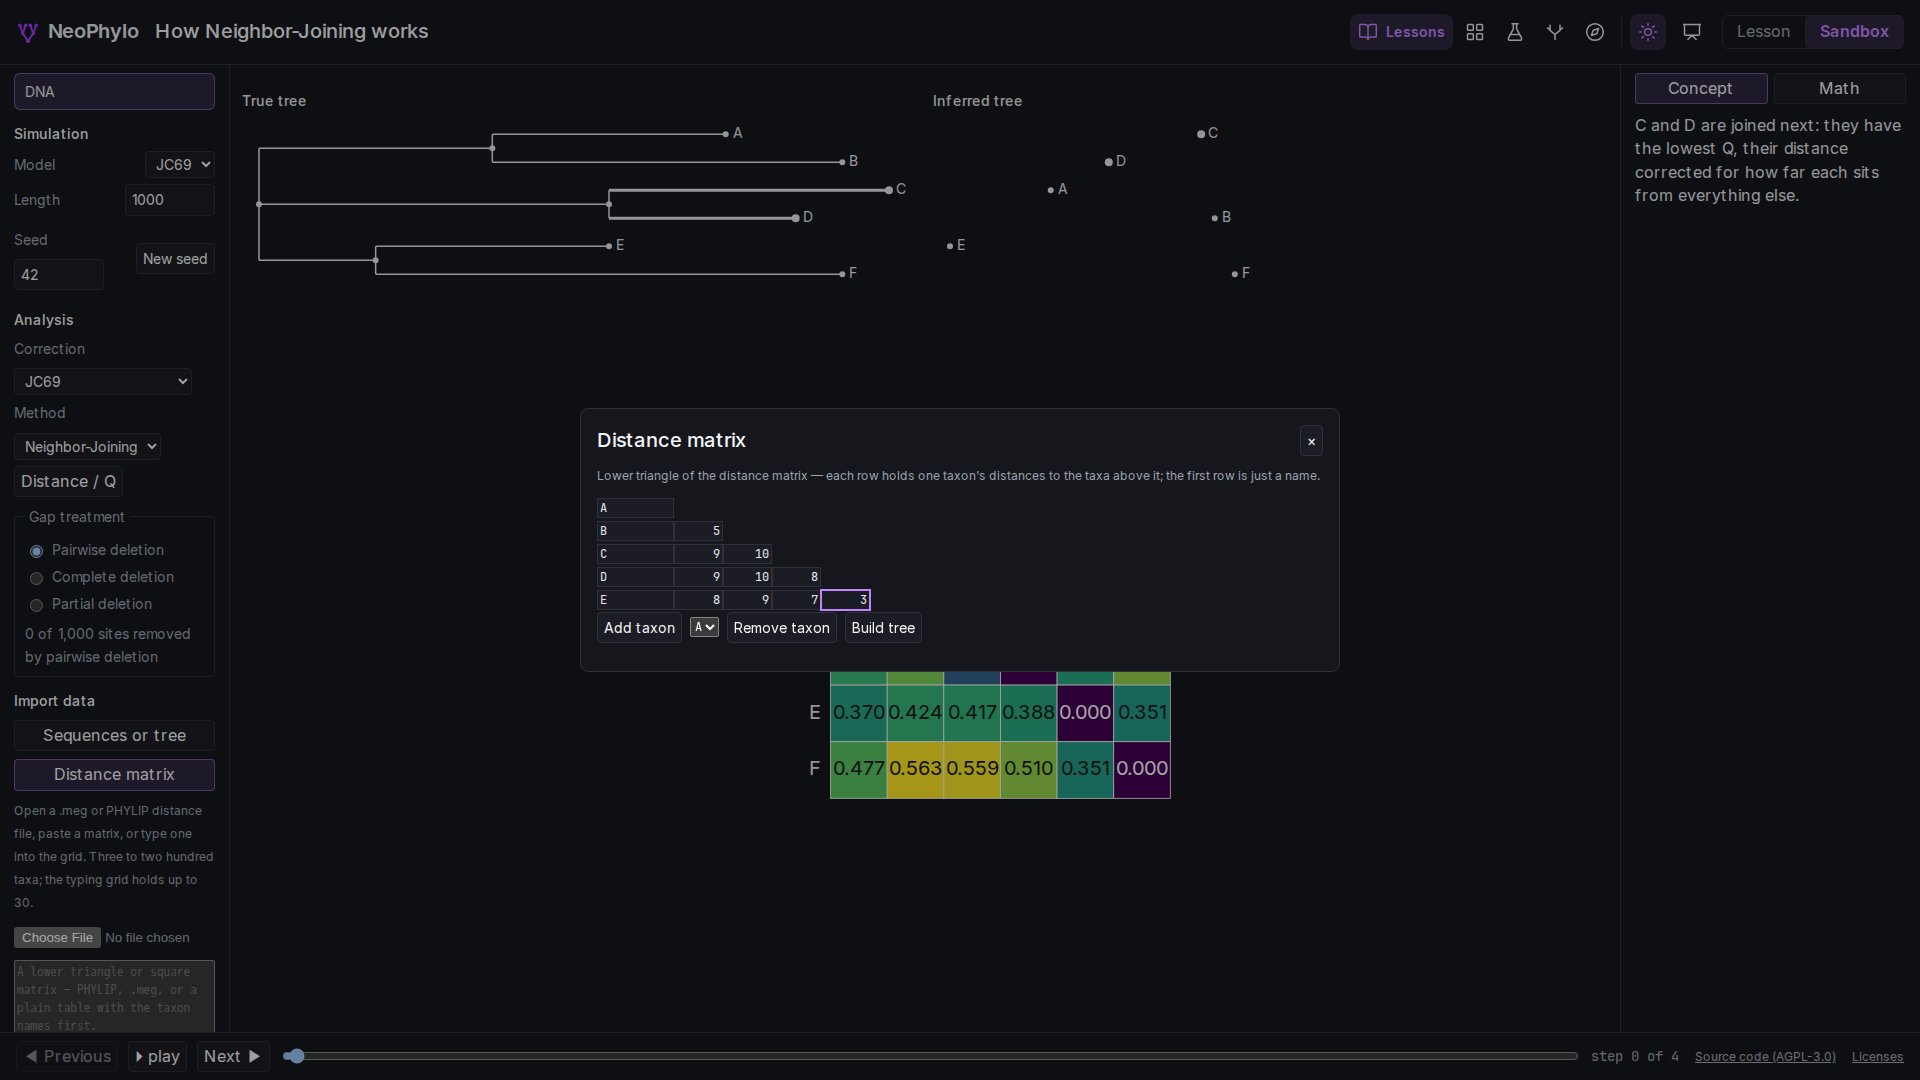 NeoPhylo How Neighbor-Joining works
Lessons
Lesson Sandbox
DNA
Simulation
Model JC69
Length 1000
Seed
42 New seed
Analysis
Correction
JC69
Method
Neighbor-Joining
Distance / Q
Gap treatment
Pairwise deletion
Complete deletion
Partial deletion
0 of 1,000 sites removed
by pairwise deletion
Import data
Sequences or tree
Distance matrix
Open a .meg or PHYLIP distance
file, paste a matrix, or type one
into the grid. Three to two hundred
taxa; the typing grid holds up to
30.
Choose File No file chosen
A lower triangle or square
matrix — PHYLIP, .meg, or a
plain table with the taxon
names first.
True tree
A
B
C
D
E
F
Inferred tree
C
D
A
B
E
F
Distance matrix
×
Lower triangle of the distance matrix — each row holds one taxon's distances to the taxa above it; the first row is just a name.
A
B 5
C 9 10
D 9 10 8
E 8 9 7 3
Add taxon A Remove taxon Build tree
E 0.370 0.424 0.417 0.388 0.000 0.351
F 0.477 0.563 0.559 0.510 0.351 0.000
Concept Math
C and D are joined next: they have
the lowest Q, their distance
corrected for how far each sits
from everything else.
Previous play Next
step 0 of 4 Source code (AGPL-3.0) Licenses